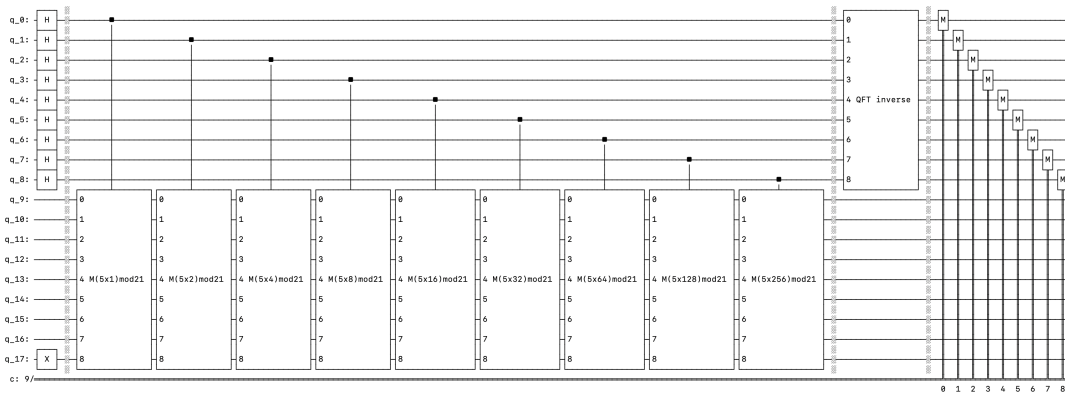 q_0: H 0 M
q_1: H 1 M
q_2: H 2 M
q_3: H 3 M
q_4: H 4 QFT inverse M
q_5: H 5 M
q_6: H 6 M
q_7: H 7 M
q_8: H 8 M
q_9: 0 0 0 0 0 0 0 0 0
q_10: 1 1 1 1 1 1 1 1 1
q_11: 2 2 2 2 2 2 2 2 2
q_12: 3 3 3 3 3 3 3 3 3
q_13: 4 M(5x1)mod21 4 M(5x2)mod21 4 M(5x4)mod21 4 M(5x8)mod21 4 M(5x16)mod21 4 M(5x32)mod21 4 M(5x64)mod21 4 M(5x128)mod21 4 M(5x256)mod21
q_14: 5 5 5 5 5 5 5 5 5
q_15: 6 6 6 6 6 6 6 6 6
q_16: 7 7 7 7 7 7 7 7 7
q_17: X 8 8 8 8 8 8 8 8 8
c: 9/
0 1 2 3 4 5 6 7 8